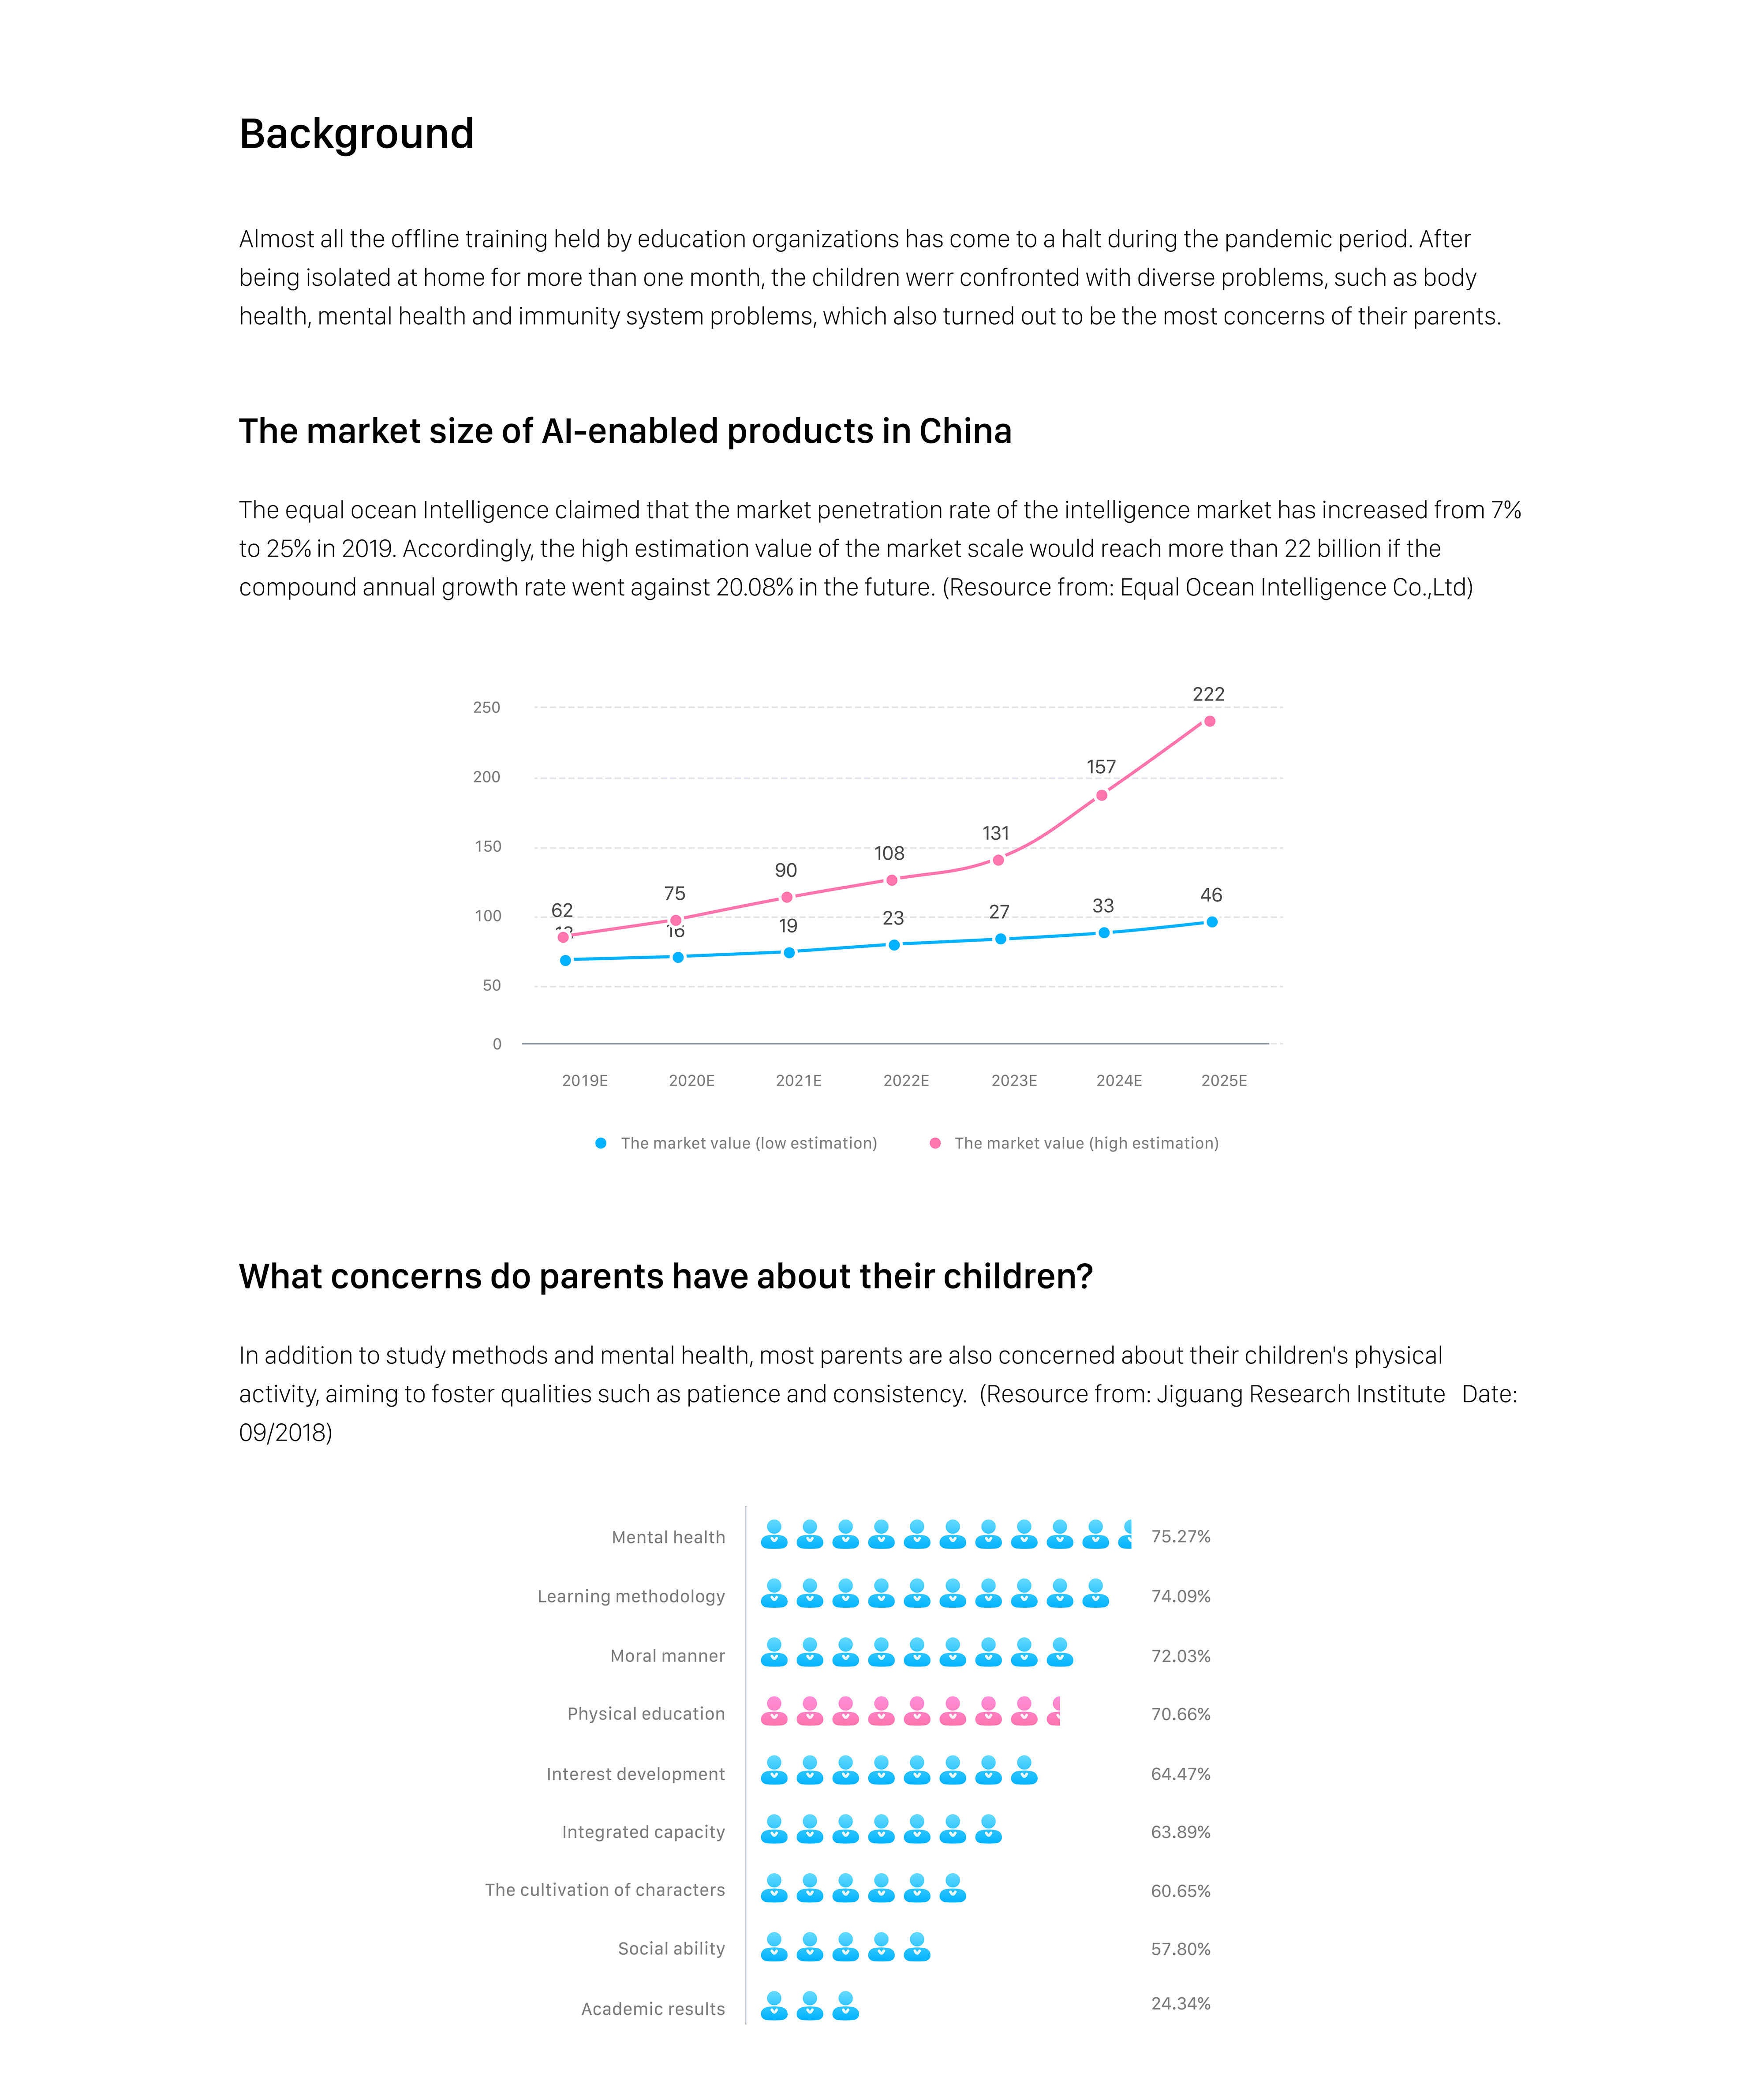 Background
Almost all the offline training held by education organizations has come to a halt during the pandemic period. After
being isolated at home for more than one month, the children werr confronted with diverse problems, such as body
health, mental health and immunity system problems, which also turned out to be the most concerns of their parents.
The market size of AI-enabled products in China
The equal ocean Intelligence claimed that the market penetration rate of the intelligence market has increased from 7%
to 25% in 2019. Accordingly, the high estimation value of the market scale would reach more than 22 billion if the
compound annual growth rate went against 20.08% in the future. (Resource from: Equal Ocean Intelligence Co.,Ltd)
222
250
157
200
131
150
108
90
75
62
100
16
19
23
27
33
46
50
0
2019E 2020E 2021E 2022E 2023E 2024E 2025E
The market value (low estimation) The market value (high estimation)
What concerns do parents have about their children?
In addition to study methods and mental health, most parents are also concerned about their children's physical
activity, aiming to foster qualities such as patience and consistency. (Resource from: Jiguang Research Institute Date:
09/2018)
Mental health 75.27%
Learning methodology 74.09%
Moral manner 72.03%
Physical education 70.66%
Interest development 64.47%
Integrated capacity 63.89%
The cultivation of characters 60.65%
Social ability 57.80%
Academic results 24.34%